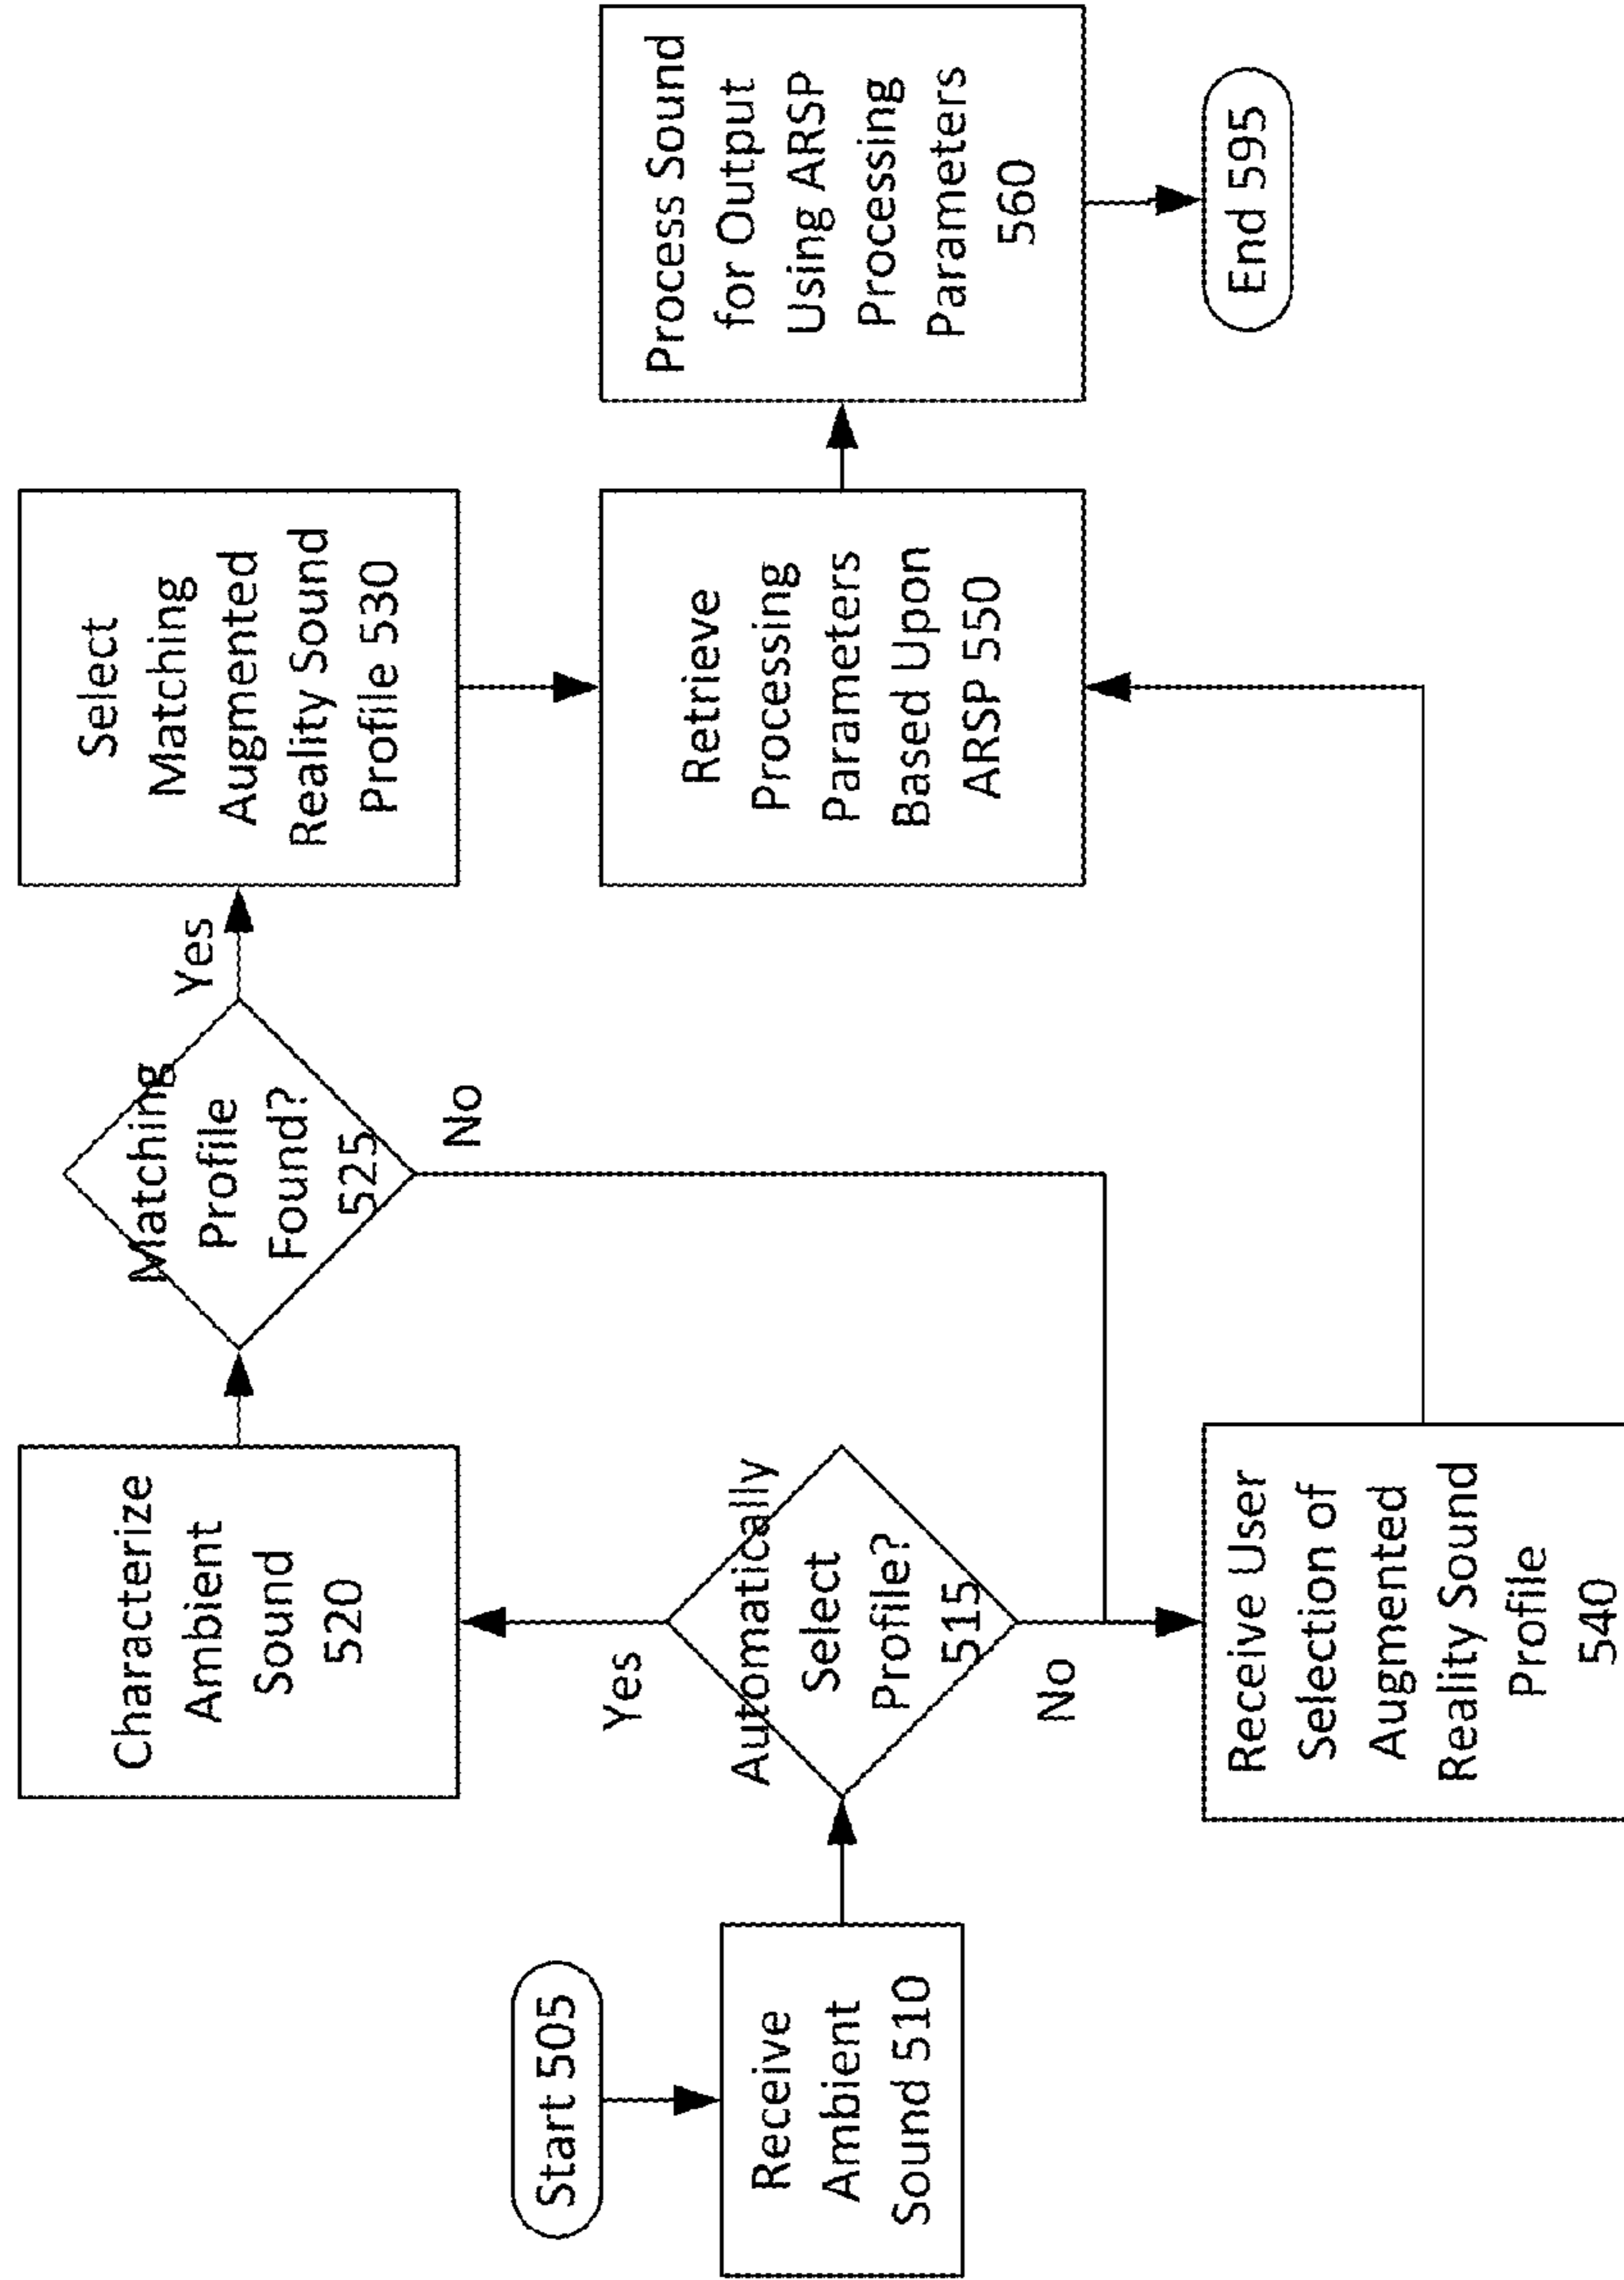 Start 505
Receive
Ambient
Sound 510
Automatically
Select
Profile?
515
Yes
No
Characterize
Ambient
Sound
520
Matching
Profile
Found?
525
Yes
No
Select
Matching
Augmented
Reality Sound
Profile 530
Receive User
Selection of
Augmented
Reality Sound
Profile
540
Retrieve
Processing
Parameters
Based Upon
ARSP 550
Process Sound
for Output
Using ARSP
Processing
Parameters
560
End 595